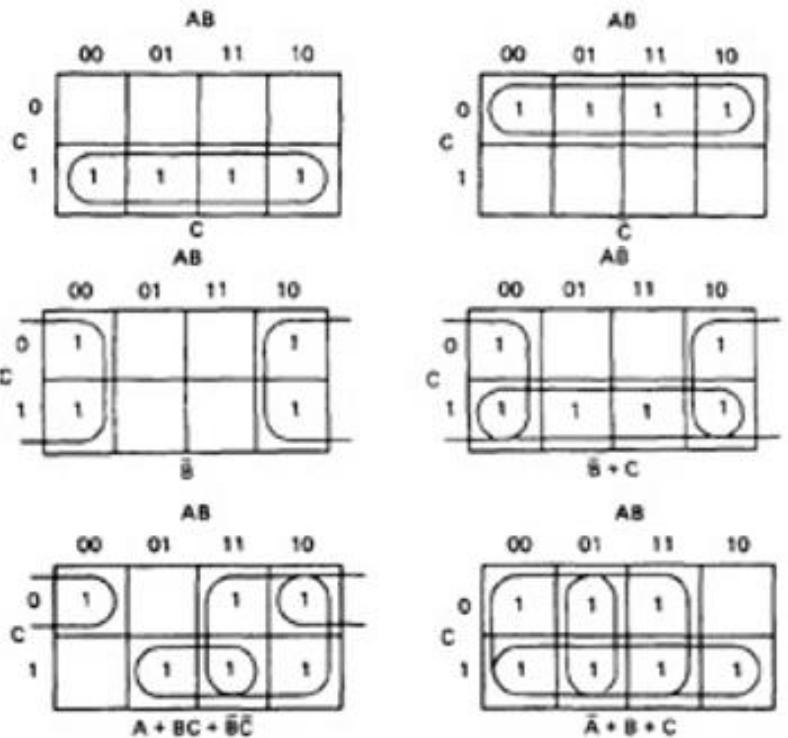 AB
00 01 11 10
0
C
1 1 1 1 1
C
AB
00 01 11 10
0 1 1 1 1
C
1
C̄
AB
00 01 11 10
0 1 1
1 1 1
B̄
AB̄
00 01 11 10
0 1 1
C
1 1 1 1 1
B̄ + C
AB
00 01 11 10
0 1 1 1
C
1 1 1 1
A + BC + B̄C̄
AB
00 01 11 10
0 1 1 1
C
1 1 1 1 1
Ā + B + C